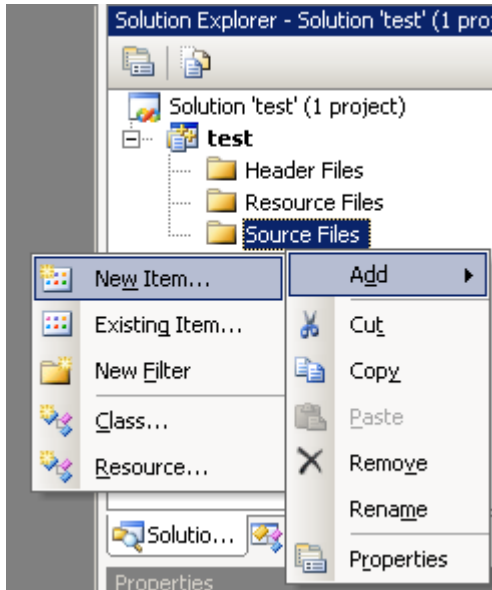 Solution Explorer - Solution 'test' (1 pro
Solution 'test' (1 project)
test
Header Files
Resource Files
Source Files
New Item...
Existing Item...
New Filter
Class...
Resource...
Add
Cut
Copy
Paste
Remove
Rename
Properties
Solutio...
Properties